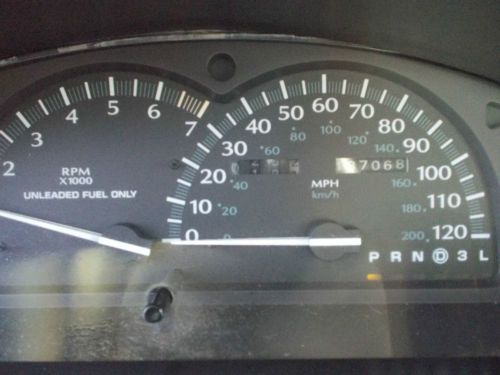 2 3 4 5 6 7
RPM
X1000
UNLEADED FUEL ONLY
0 10 20 30 40 50 60 70 80 90 100 110 120
20 40 60 80 100 120 140 160 180 200
MPH
km/h
P R N D 3 L